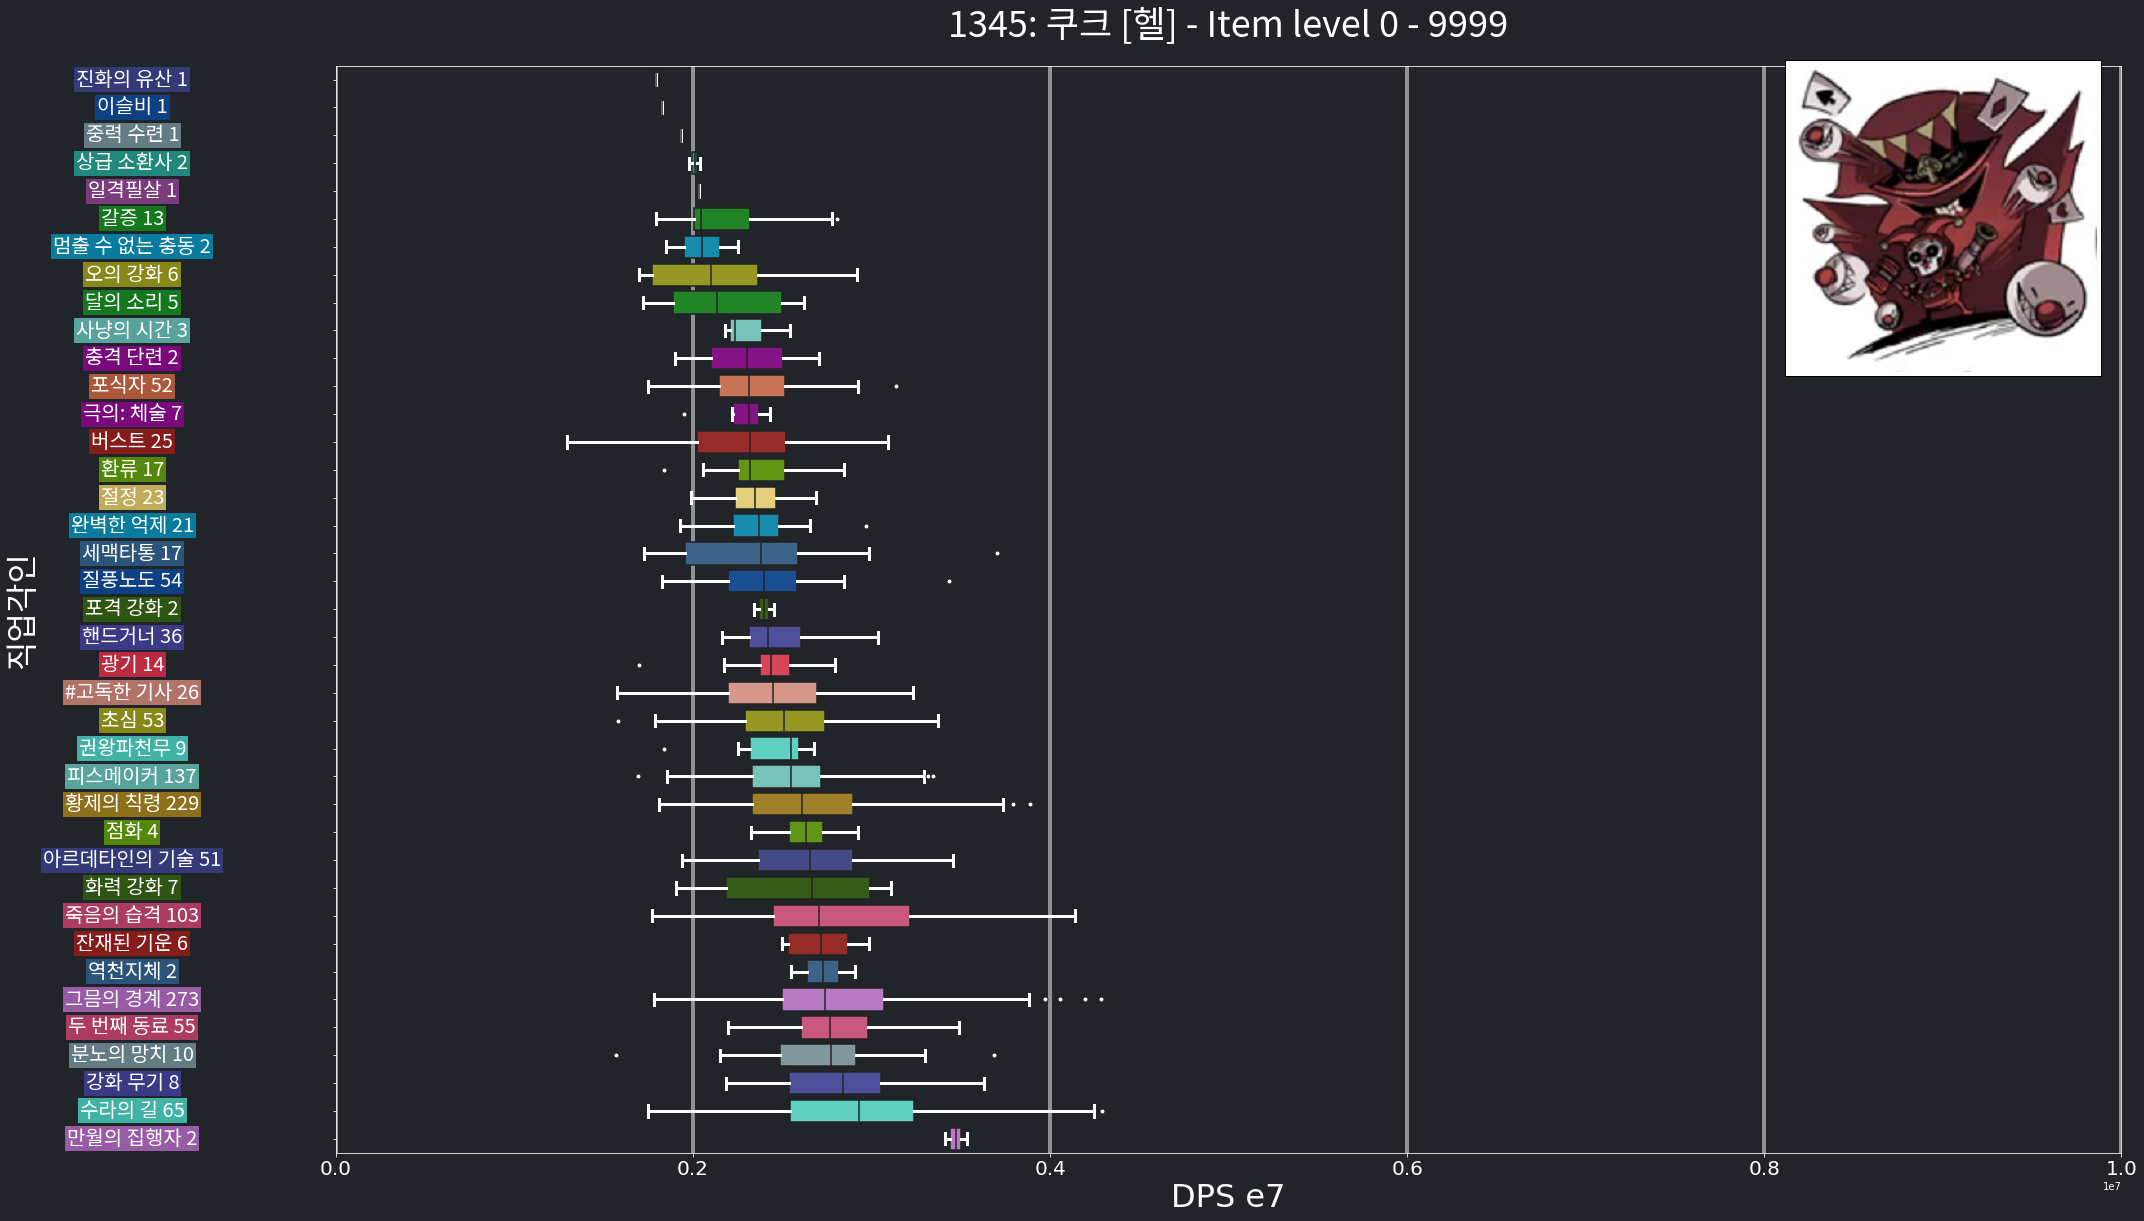 1345: 쿠크 [헬] - Item level 0 - 9999
진화의 유산 1
이슬비 1
중력 수련 1
상급 소환사 2
일격필살 1
갈증 13
멈출 수 없는 충동 2
오의 강화 6
달의 소리 5
사냥의 시간 3
충격 단련 2
포식자 52
극의: 체술 7
버스트 25
환류 17
절정 23
완벽한 억제 21
세맥타통 17
질풍노도 54
포격 강화 2
핸드거너 36
광기 14
#고독한 기사 26
초심 53
권왕파천무 9
피스메이커 137
황제의 칙령 229
점화 4
아르데타인의 기술 51
화력 강화 7
죽음의 습격 103
잔재된 기운 6
역천지체 2
그믐의 경계 273
두 번째 동료 55
분노의 망치 10
강화 무기 8
수라의 길 65
만월의 집행자 2
직업각인
0.0 0.2 0.4 0.6 0.8 1.0
1e7
DPS e7